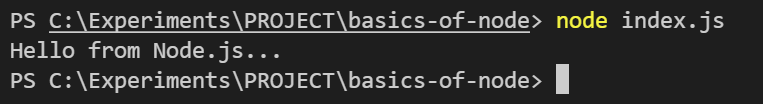 PS C:\Experiments\PROJECT\basics-of-node> node index.js
Hello from Node.js...
PS C:\Experiments\PROJECT\basics-of-node>